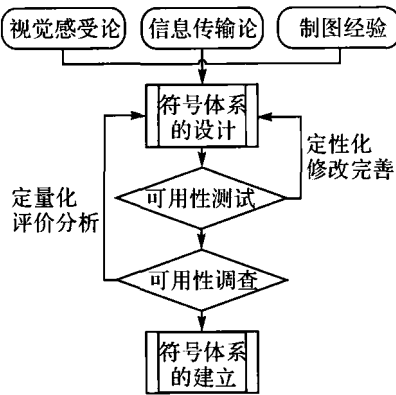 视觉感受论
信息传输论
制图经验
符号体系
的设计
定性化
修改完善
可用性测试
定量化
评价分析
可用性调查
符号体系
的建立